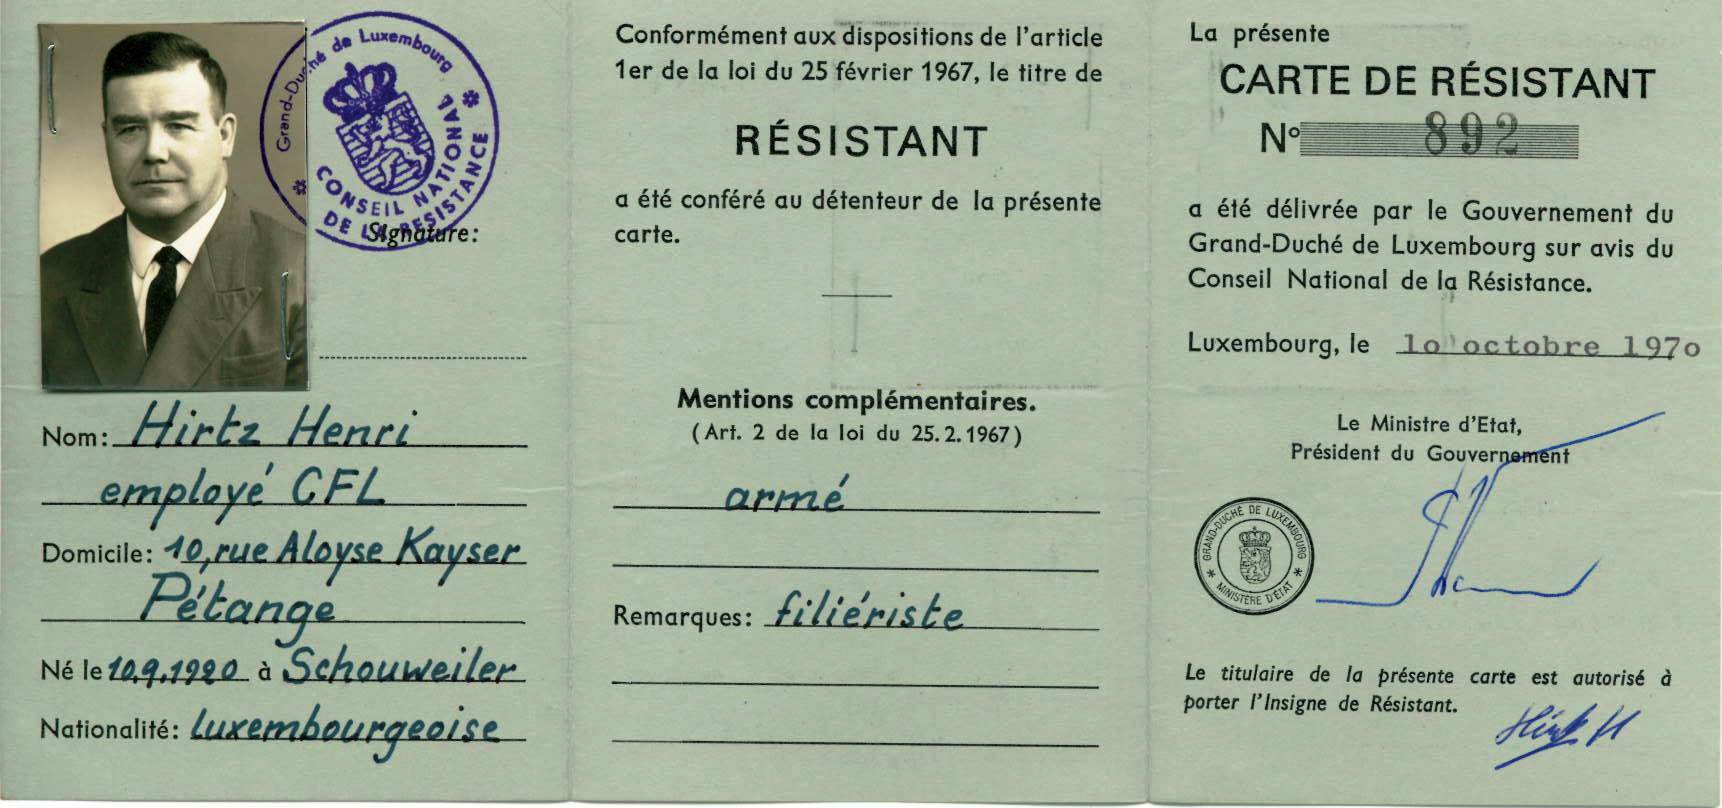 Grand-Duché de Luxembourg
CONSEIL NATIONAL
DE LA RESISTANCE
Signature:
Nom: Hirtz Henri
employé CFL
Domicile: 10, rue Aloyse Kayser
Pétange
Né le 10.9.1920 à Schouweiler
Nationalité: luxembourgeoise
Conformément aux dispositions de l'article
1er de la loi du 25 février 1967, le titre de
RÉSISTANT
a été conféré au détenteur de la présente
carte.
Mentions complémentaires.
(Art. 2 de la loi du 25.2.1967)
armé
Remarques: filiériste
La présente
CARTE DE RÉSISTANT
No 892
a été délivrée par le Gouvernement du
Grand-Duché de Luxembourg sur avis du
Conseil National de la Résistance.
Luxembourg, le 10 octobre 1970
Le Ministre d'Etat,
Président du Gouvernement
GRAND-DUCHÉ DE LUXEMBOURG
MINISTÈRE D'ÉTAT
Le titulaire de la présente carte est autorisé à
porter l'Insigne de Résistant.